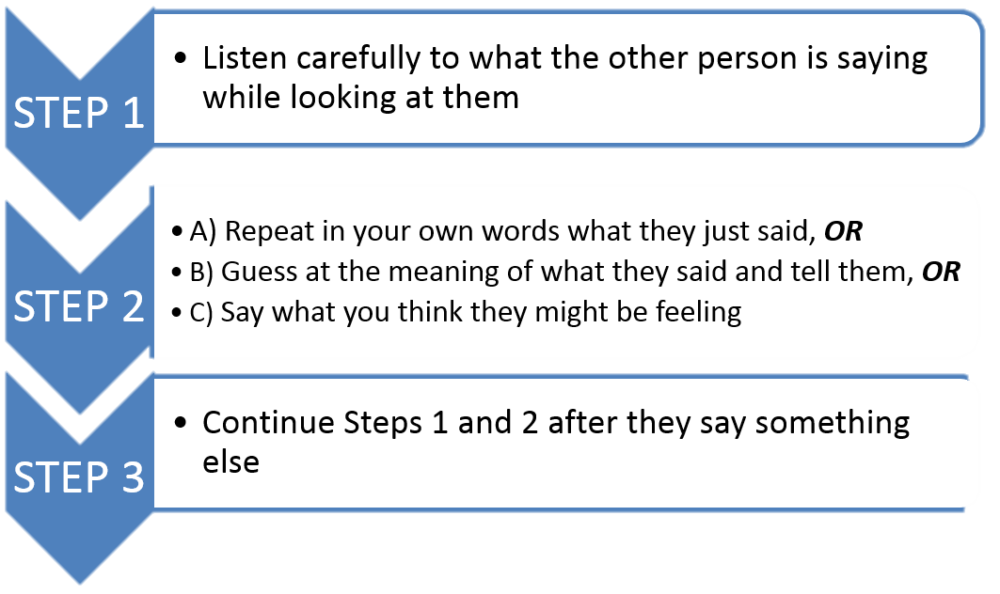 STEP 1
• Listen carefully to what the other person is saying
while looking at them
STEP 2
• A) Repeat in your own words what they just said, OR
• B) Guess at the meaning of what they said and tell them, OR
• C) Say what you think they might be feeling
STEP 3
• Continue Steps 1 and 2 after they say something
else